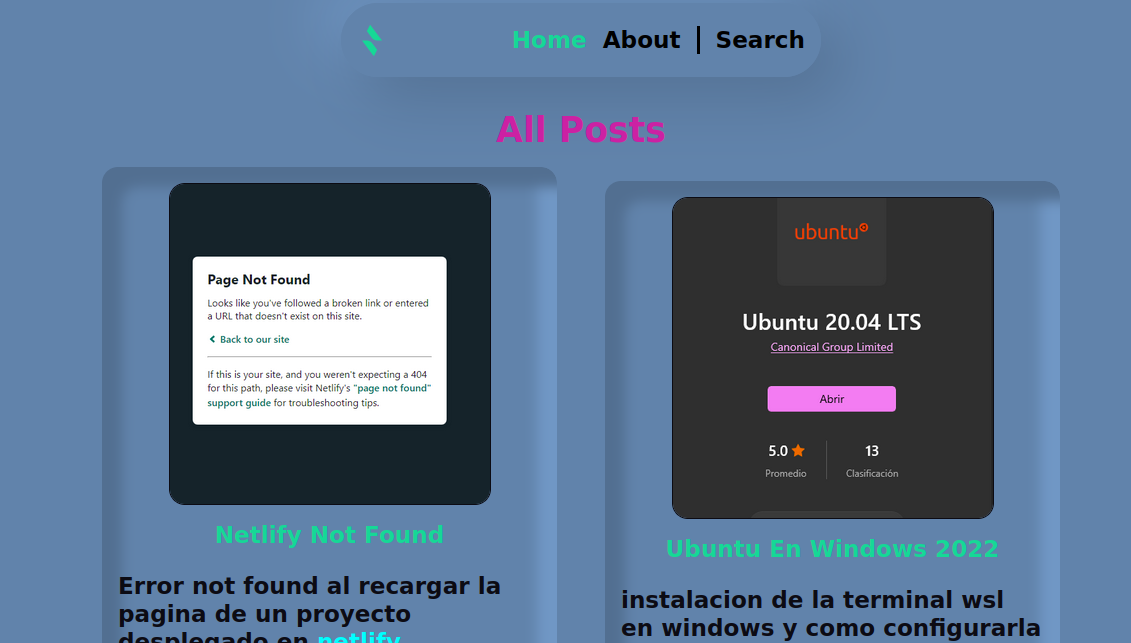 Home About | Search
All Posts
Page Not Found
Looks like you've followed a broken link or entered
a URL that doesn't exist on this site.
Back to our site
If this is your site, and you weren't expecting a 404
for this path, please visit Netlify's "page not found"
support guide for troubleshooting tips.
Netlify Not Found
Error not found al recargar la
pagina de un proyecto
desplegado en netlify
ubuntu
Ubuntu 20.04 LTS
Canonical Group Limited
Abrir
5.0 13
Promedio Clasificación
Ubuntu En Windows 2022
instalacion de la terminal wsl
en windows y como configurarla